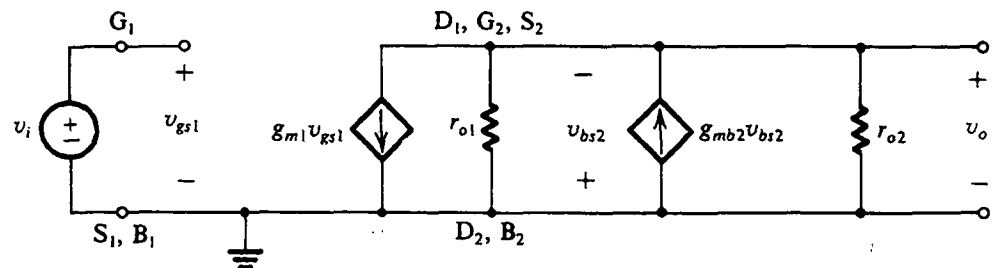 G1
D1, G2, S2
+
−
+
vi
+
−
vgs1
gm1vgs1
ro1
vbs2
gmb2vbs2
ro2
vo
−
+
−
S1, B1
D2, B2